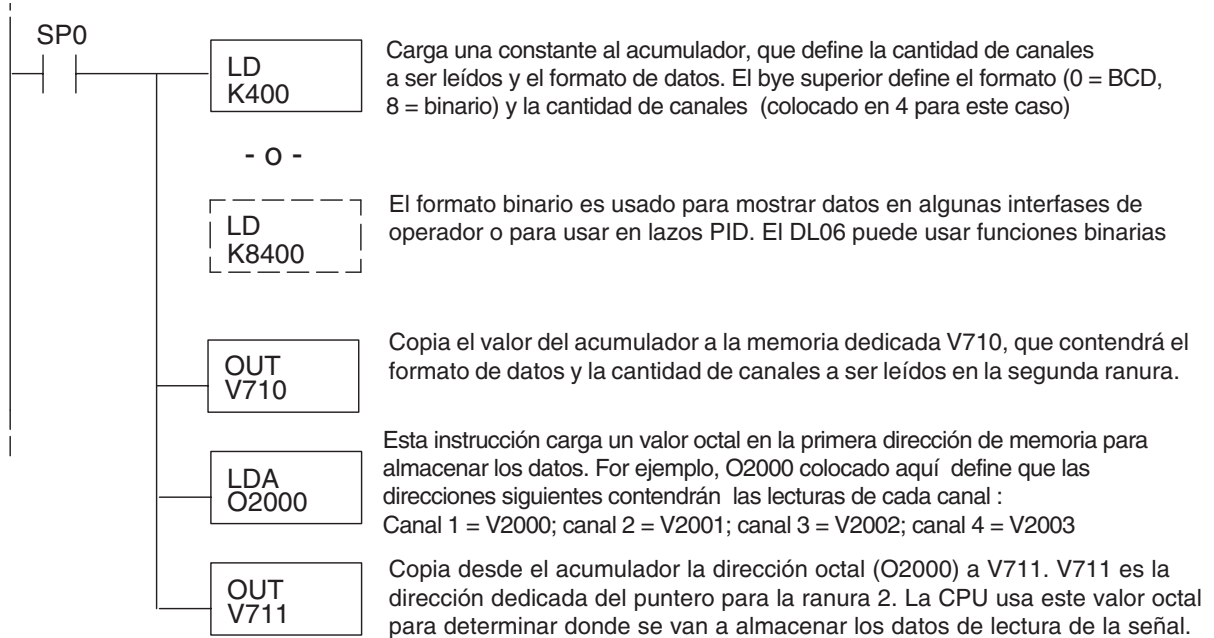 SP0
LD
K400
Carga una constante al acumulador, que define la cantidad de canales
a ser leídos y el formato de datos. El bye superior define el formato (0 = BCD,
8 = binario) y la cantidad de canales (colocado en 4 para este caso)
- o -
LD
K8400
El formato binario es usado para mostrar datos en algunas interfases de
operador o para usar en lazos PID. El DL06 puede usar funciones binarias
OUT
V710
Copia el valor del acumulador a la memoria dedicada V710, que contendrá el
formato de datos y la cantidad de canales a ser leídos en la segunda ranura.
LDA
O2000
Esta instrucción carga un valor octal en la primera dirección de memoria para
almacenar los datos. For ejemplo, O2000 colocado aquí define que las
direcciones siguientes contendrán las lecturas de cada canal :
Canal 1 = V2000; canal 2 = V2001; canal 3 = V2002; canal 4 = V2003
OUT
V711
Copia desde el acumulador la dirección octal (O2000) a V711. V711 es la
dirección dedicada del puntero para la ranura 2. La CPU usa este valor octal
para determinar donde se van a almacenar los datos de lectura de la señal.